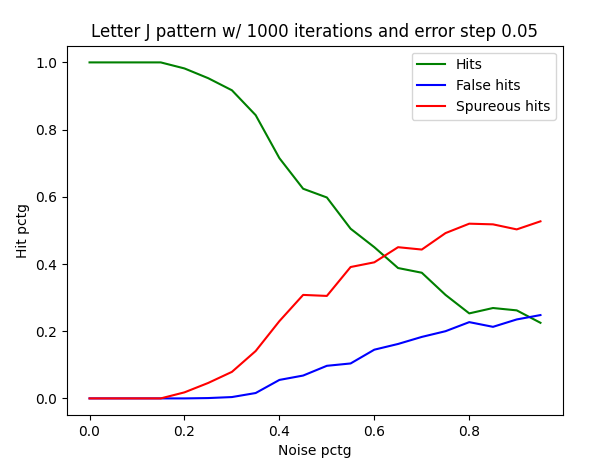 Letter J pattern w/ 1000 iterations and error step 0.05
Hits
False hits
Spureous hits
1.0
0.8
0.6
0.4
0.2
0.0
Hit pctg
0.0 0.2 0.4 0.6 0.8
Noise pctg